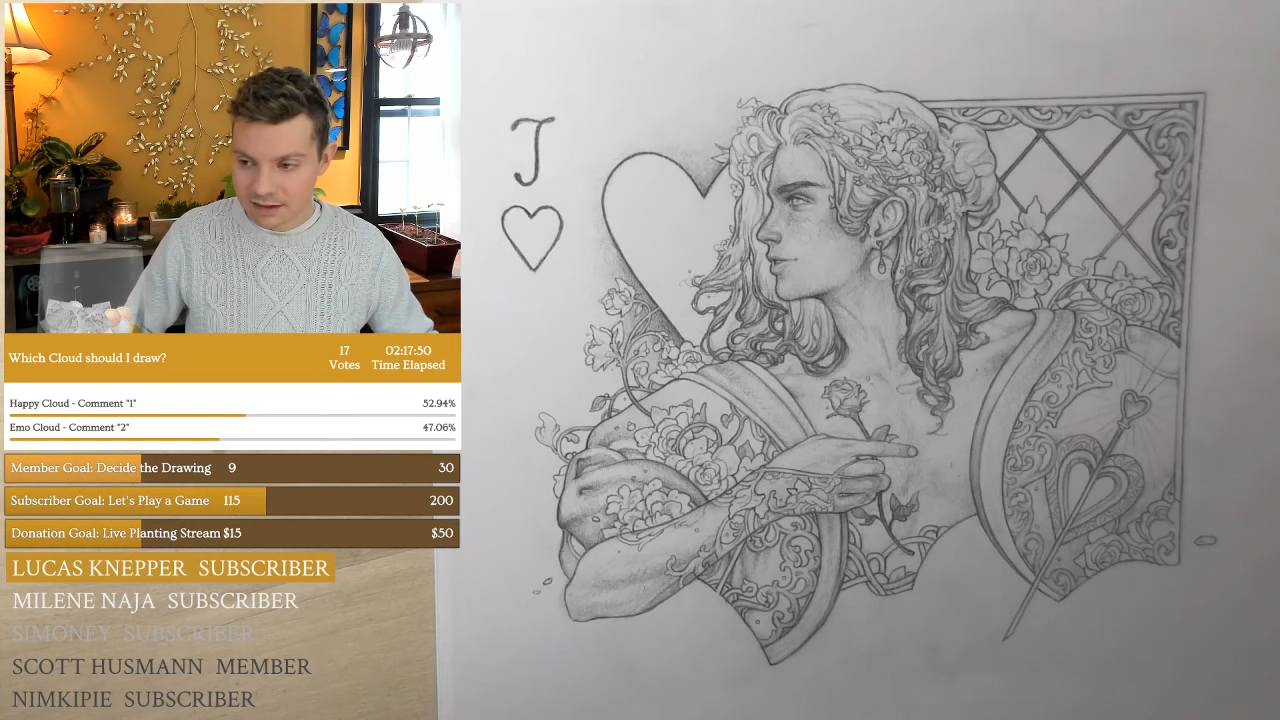 Which Cloud should I draw? 17 Votes 02:17:50 Time Elapsed
Happy Cloud - Comment "1" 52.94%
Emo Cloud - Comment "2" 47.06%
Member Goal: Decide the Drawing 9 30
Subscriber Goal: Let's Play a Game 115 200
Donation Goal: Live Planting Stream $15 $50
LUCAS KNEPPER SUBSCRIBER
MILENE NAJA SUBSCRIBER
SIMONEY SUBSCRIBER
SCOTT HUSMANN MEMBER
NIMKIPIE SUBSCRIBER
J